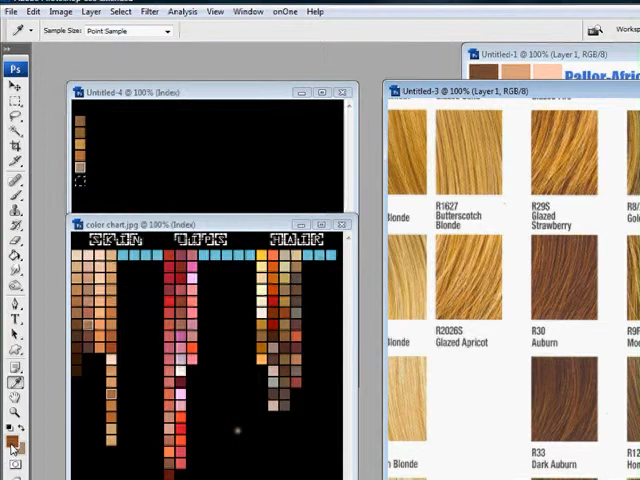 File Edit Image Layer Select Filter Analysis View Window onOne Help
Sample Size: Point Sample
Ps
Untitled-1 @ 100% (Layer 1, RGB/8)
Untitled-4 @ 100% (Index)
Untitled-3 @ 100% (Layer 1, RGB/8)
color chart.jpg @ 100% (Index)
SKIN LIPS HAIR
Blonde
R1627
Butterscotch
Blonde
R29S
Glazed
Strawberry
Blonde
R2026S
Glazed Apricot
R30
Auburn
Blonde
R33
Dark Auburn